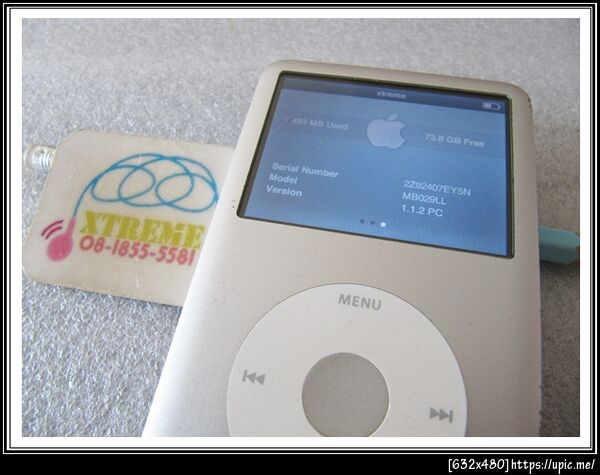 xtreme
493 MB Used
73.8 GB Free
Serial Number 2Z92407EY5N
Model MB029LL
Version 1.1.2 PC
MENU
XTREME
08-1855-5581
[632x480]https://upic.me/